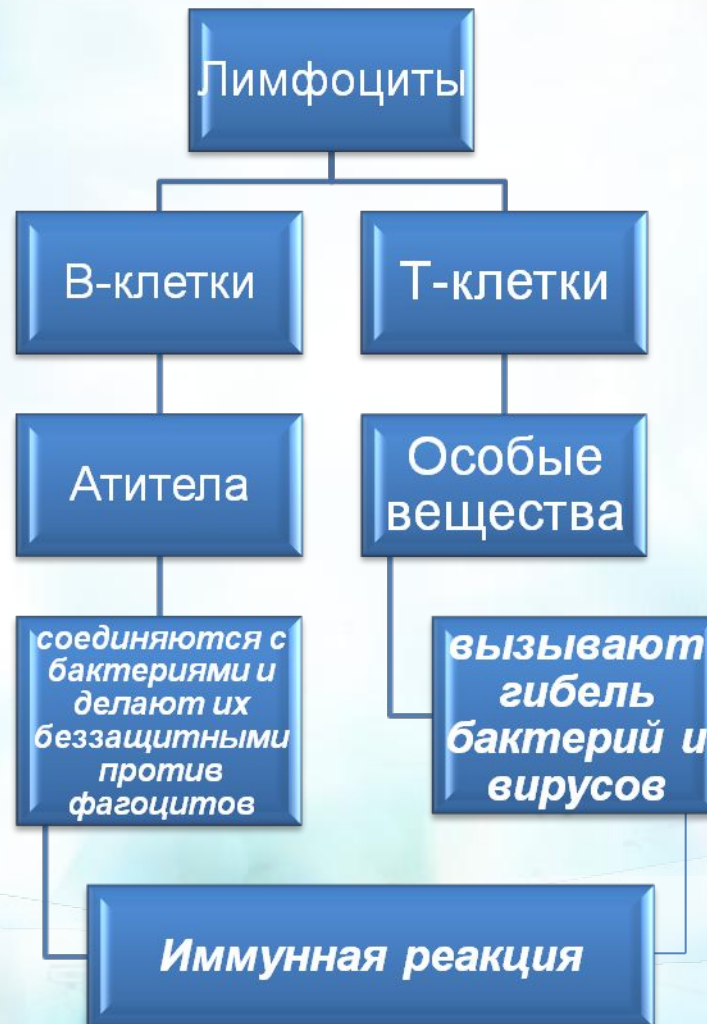 Лимфоциты
В-клетки
Т-клетки
Атитела
Особые
вещества
соединяются с
бактериями и
делают их
беззащитными
против
фагоцитов
вызывают
гибель
бактерий и
вирусов
Иммунная реакция